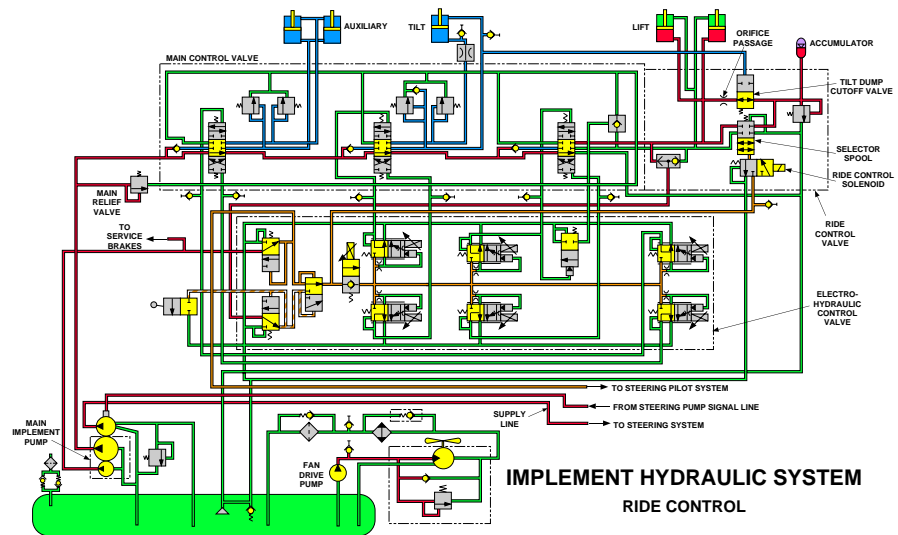 AUXILIARY
TILT
LIFT
ORIFICE
PASSAGE
ACCUMULATOR
MAIN CONTROL VALVE
TILT DUMP
CUTOFF VALVE
SELECTOR
SPOOL
RIDE CONTROL
SOLENOID
MAIN
RELIEF
VALVE
TO
SERVICE
BRAKES
RIDE
CONTROL
VALVE
ELECTRO-
HYDRAULIC
CONTROL
VALVE
TO STEERING PILOT SYSTEM
FROM STEERING PUMP SIGNAL LINE
TO STEERING SYSTEM
SUPPLY
LINE
MAIN
IMPLEMENT
PUMP
FAN
DRIVE
PUMP
IMPLEMENT HYDRAULIC SYSTEM
RIDE CONTROL